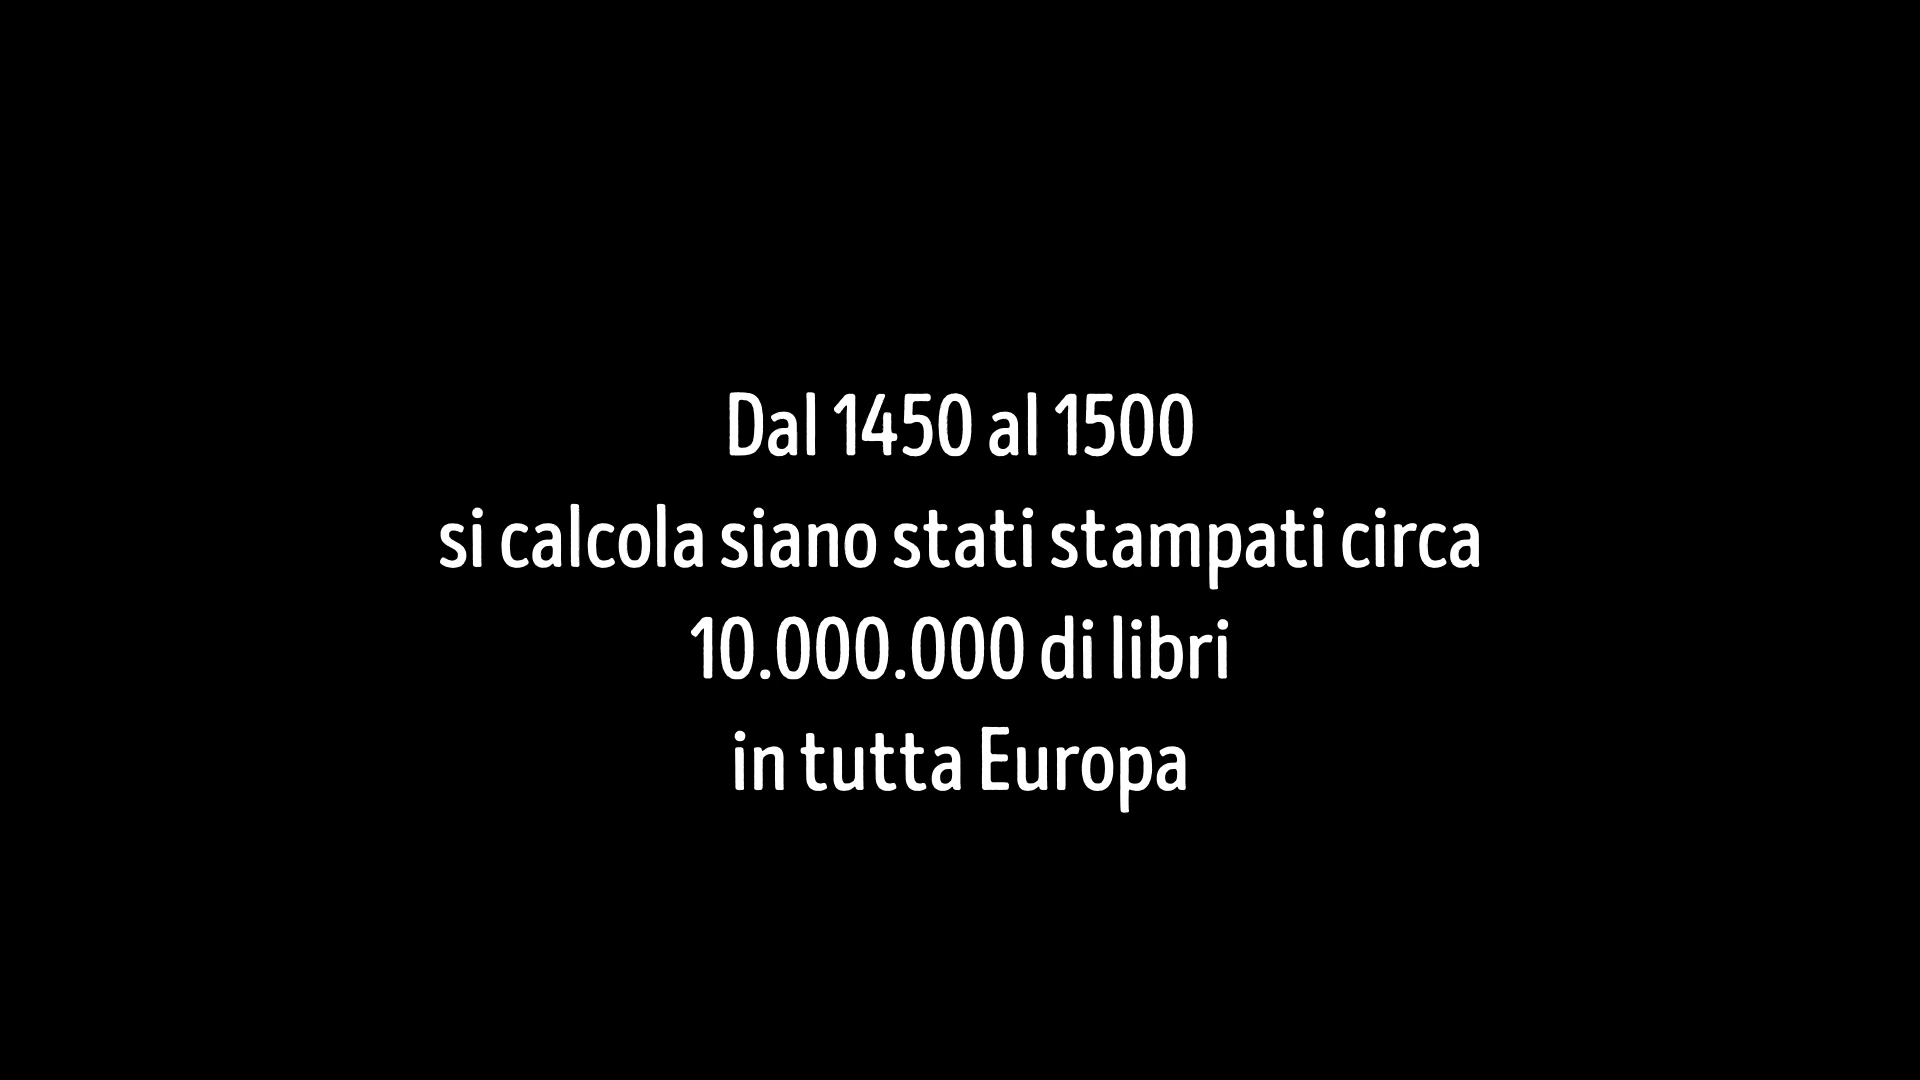 Dal 1450 al 1500
si calcola siano stati stampati circa
10.000.000 di libri
in tutta Europa